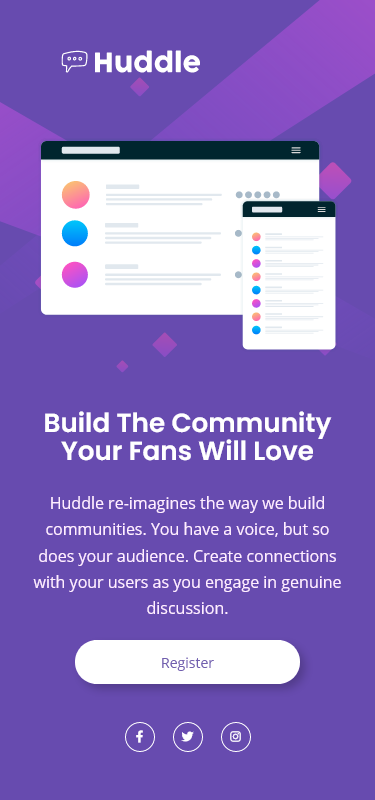 Huddle
Build The Community
Your Fans Will Love
Huddle re-imagines the way we build
communities. You have a voice, but so
does your audience. Create connections
with your users as you engage in genuine
discussion.
Register